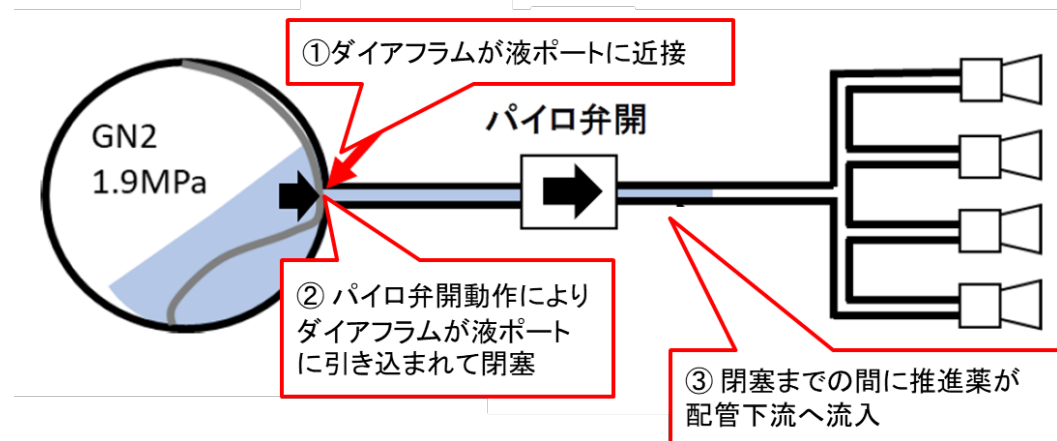 ①ダイアフラムが液ポートに近接
GN2
1.9MPa
パイロ弁開
② パイロ弁開動作により
ダイアフラムが液ポート
に引き込まれて閉塞
③ 閉塞までの間に推進薬が
配管下流へ流入